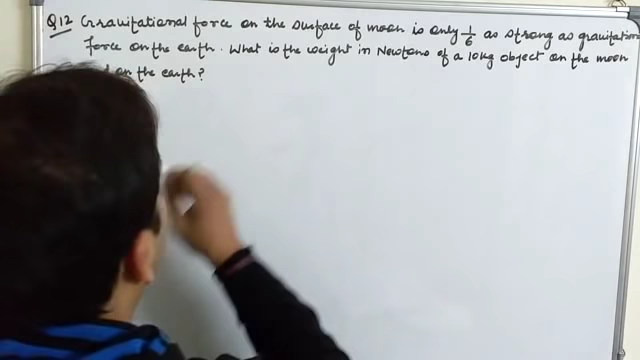 Q12 Gravitational force on the surface of moon is only 1/6 as strong as gravitation
force on the earth. What is the weight in Newtons of a 10kg object on the moon
on the earth?